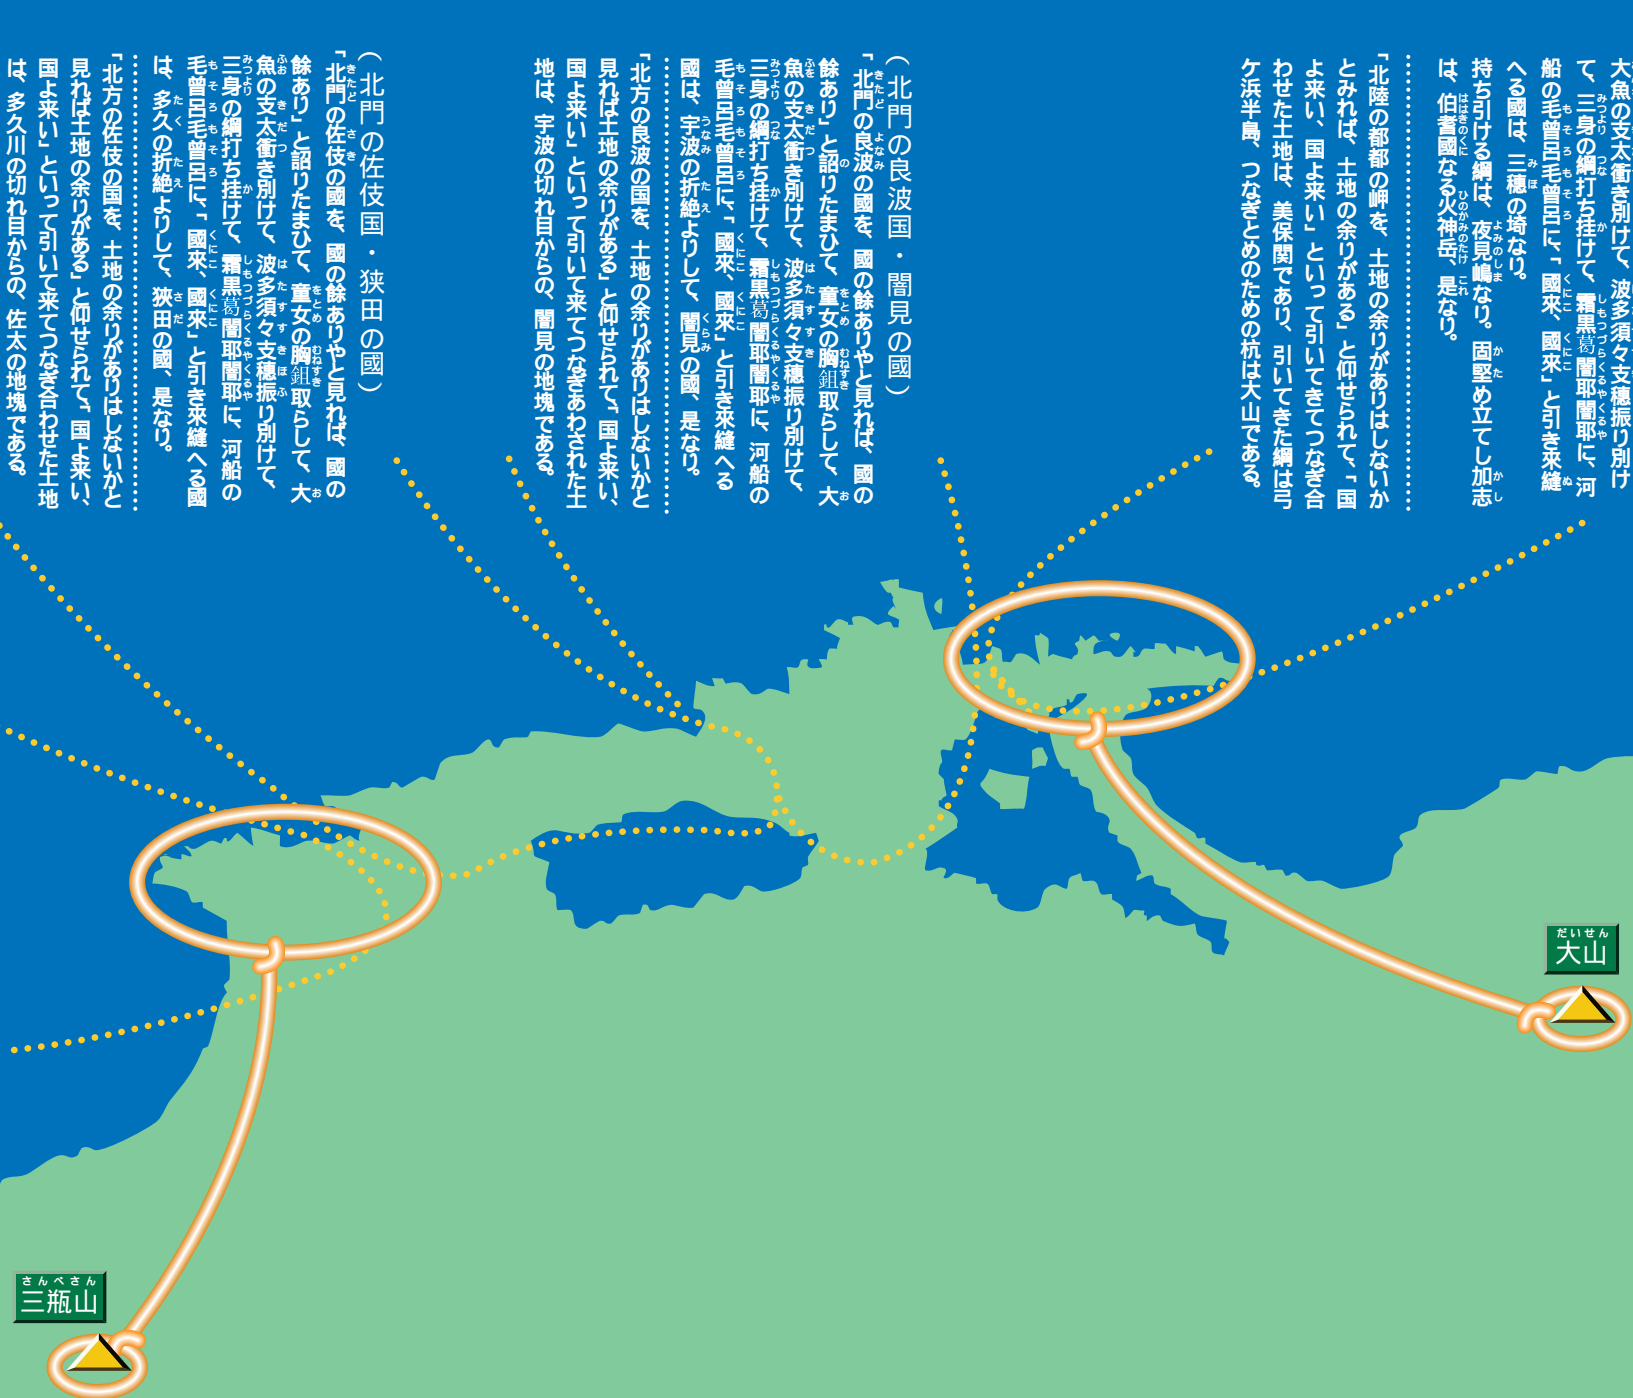 大魚の支太衝き別けて、波多須々支穂振り別け
て、三身の綱打ち挂けて、霜黒葛闇耶闇耶に、河
船の毛曽呂毛曽呂に、「國來、國來」と引き來縫
へる國は、三穂の埼なり。
持ち引ける綱は、夜見嶋なり。固堅め立てし加志
は、伯耆國なる火神岳、是なり。
「北陸の都都の岬を、土地の余りがありはしないか
とみれば、土地の余りがある」と仰せられて、「国
よ来い、国よ来い」といって引いてきてつなぎ合
わせた土地は、美保関であり、引いてきた綱は弓
ケ浜半島、つなぎとめのための杭は大山である。
（北門の良波国・闇見の國）
「北門の良波の國を、國の餘ありやと見れば、國の
餘あり」と詔りたまひて、童女の胸鉏取らして、大
魚の支太衝き別けて、波多須々支穂振り別けて、
三身の綱打ち挂けて、霜黒葛闇耶闇耶に、河船の
毛曽呂毛曽呂に、「國來、國來」と引き來縫へる
國は、宇波の折絶よりして、闇見の國、是なり。
「北方の良波の国を、土地の余りがありはしないかと
見れば土地の余りがある」と仰せられて、「国よ来い、
国よ来い」といって引いて来てつなぎあわされた土
地は、宇波の切れ目からの、闇見の地塊である。
（北門の佐伎国・狭田の國）
「北門の佐伎の國を、國の餘ありやと見れば、國の
餘あり」と詔りたまひて、童女の胸鉏取らして、大
魚の支太衝き別けて、波多須々支穂振り別けて、
三身の綱打ち挂けて、霜黒葛闇耶闇耶に、河船の
毛曽呂毛曽呂に、「國來、國來」と引き來縫へる國
は、多久の折絶よりして、狹田の國、是なり。
「北方の佐伎の国を、土地の余りがありはしないかと
見れば土地の余りがある」と仰せられて、「国よ来い、
国よ来い」といって引いて来てつなぎ合わせた土地
は、多久川の切れ目からの、佐太の地塊である。
だいせん
大山
さんべさん
三瓶山